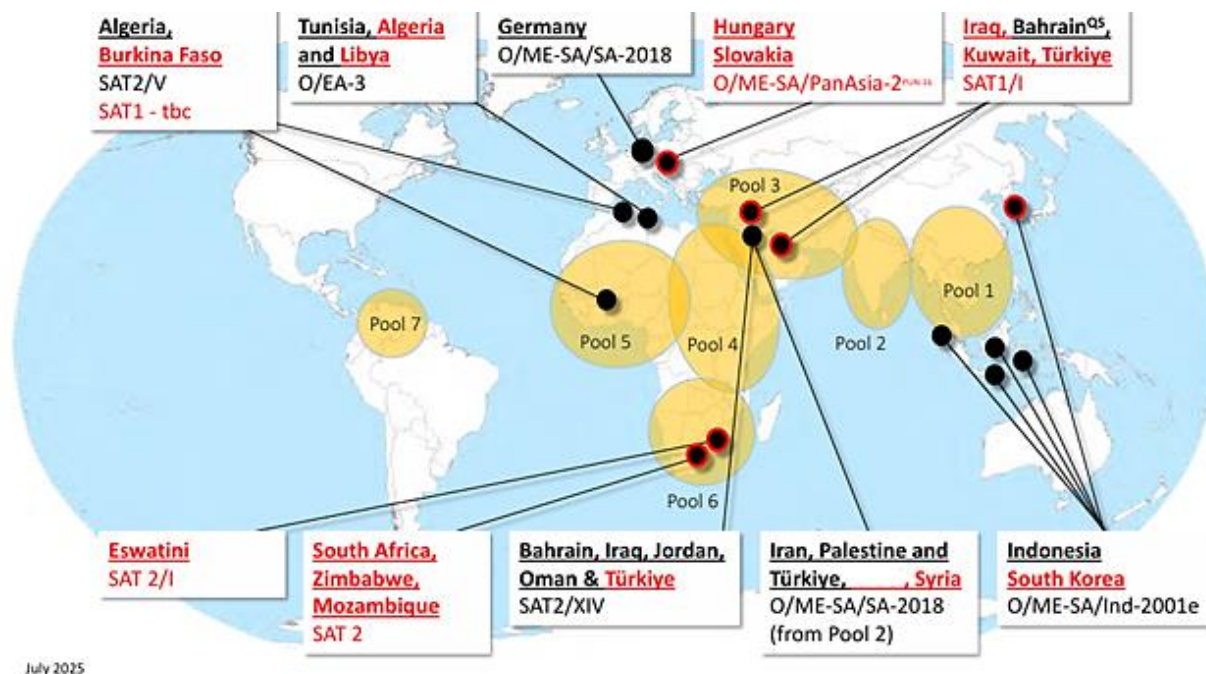 Algeria,
Burkina Faso
SAT2/V
SAT1 - tbc
Tunisia, Algeria
and Libya
O/EA-3
Germany
O/ME-SA/SA-2018
Hungary
Slovakia
O/ME-SA/PanAsia-2
Iraq, BahrainQS,
Kuwait, Türkiye
SAT1/I
Pool 3
Pool 1
Pool 2
Pool 7
Pool 5
Pool 4
Pool 6
Eswatini
SAT 2/I
South Africa,
Zimbabwe,
Mozambique
SAT 2
Bahrain, Iraq, Jordan,
Oman & Türkiye
SAT2/XIV
Iran, Palestine and
Türkiye, , Syria
O/ME-SA/SA-2018
(from Pool 2)
Indonesia
South Korea
O/ME-SA/Ind-2001e
July 2025